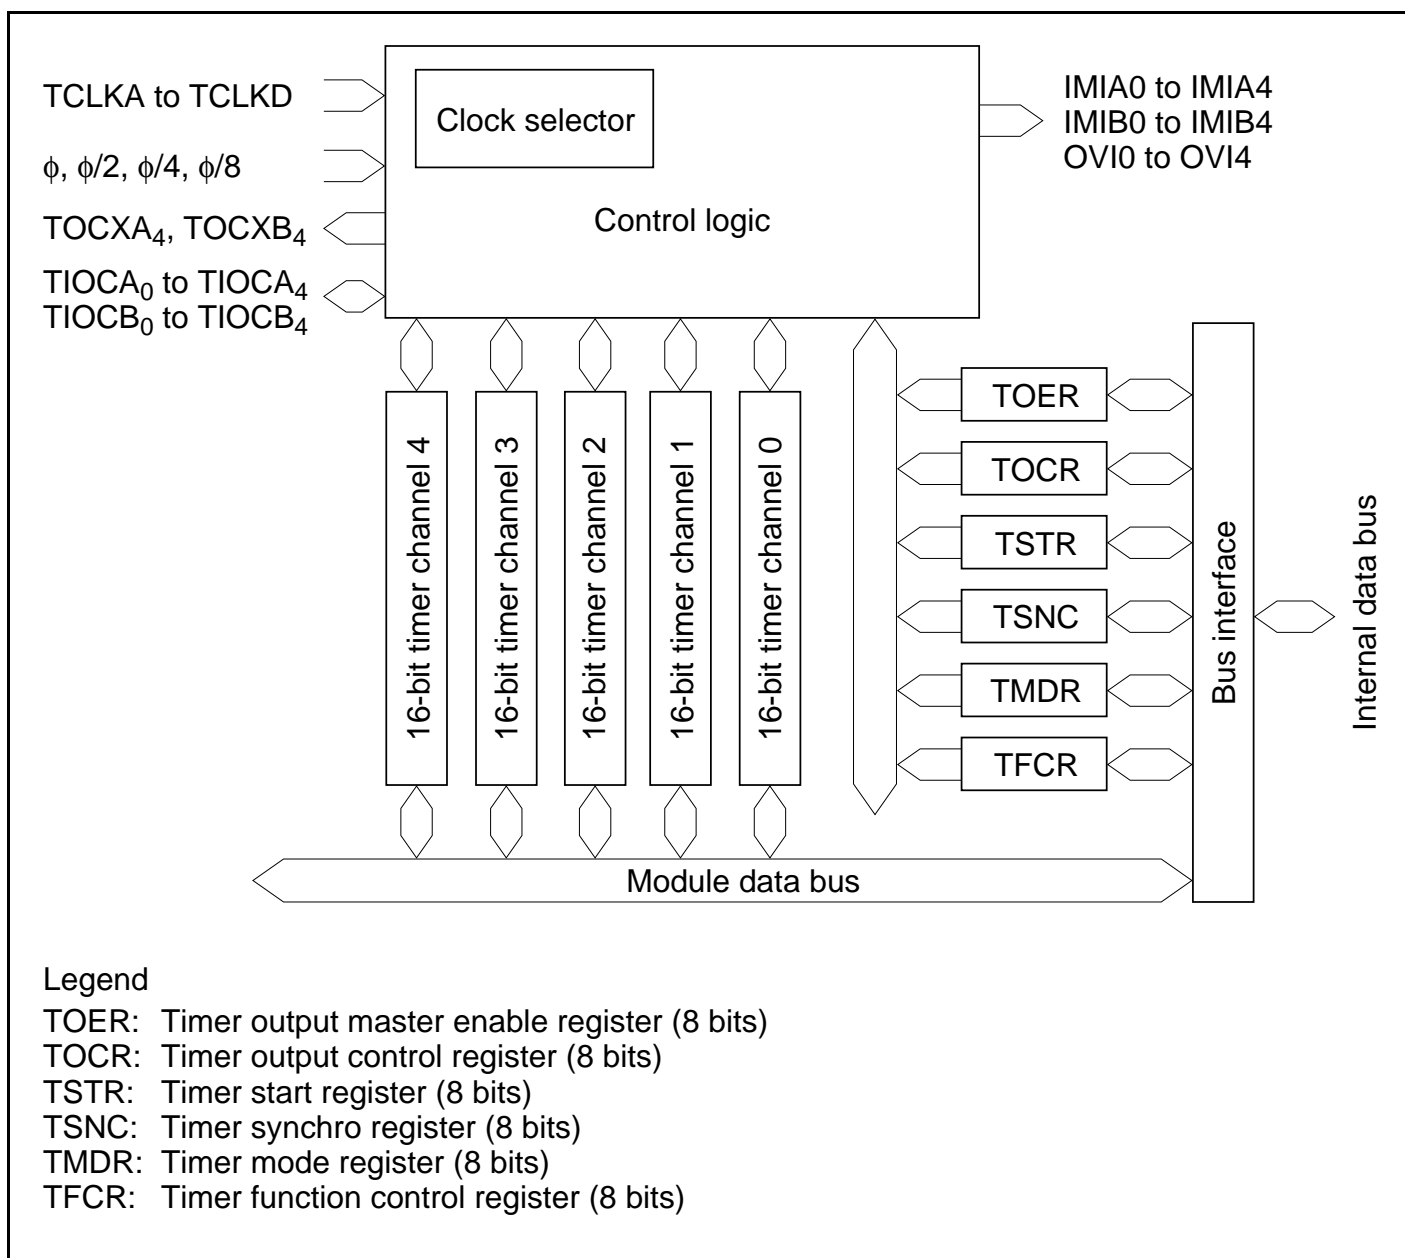 TCLKA to TCLKD
ϕ, ϕ/2, ϕ/4, ϕ/8
TOCXA₄, TOCXB₄
TIOCA₀ to TIOCA₄
TIOCB₀ to TIOCB₄
Clock selector
Control logic
IMIA0 to IMIA4
IMIB0 to IMIB4
OVI0 to OVI4
16-bit timer channel 4
16-bit timer channel 3
16-bit timer channel 2
16-bit timer channel 1
16-bit timer channel 0
TOER
TOCR
TSTR
TSNC
TMDR
TFCR
Bus interface
Internal data bus
Module data bus
Legend
TOER: Timer output master enable register (8 bits)
TOCR: Timer output control register (8 bits)
TSTR: Timer start register (8 bits)
TSNC: Timer synchro register (8 bits)
TMDR: Timer mode register (8 bits)
TFCR: Timer function control register (8 bits)